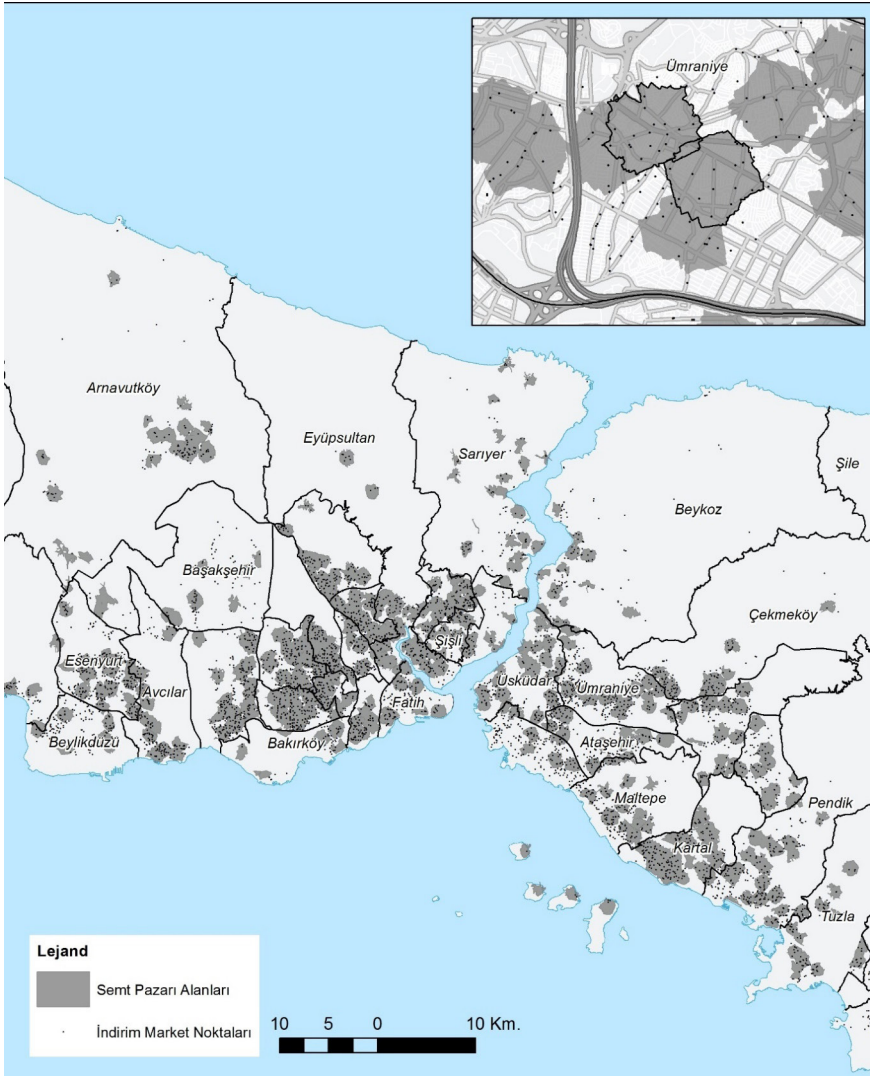 Ümraniye
Arnavutköy
Eyüpsultan
Sarıyer
Şile
Beykoz
Başakşehir
Çekmeköy
Şişli
Esenyurt
Üsküdar
Ümraniye
Avcılar
Fatih
Beylikdüzü
Bakırköy
Ataşehir
Maltepe
Pendik
Kartal
Tuzla
Lejand
Semt Pazarı Alanları
İndirim Market Noktaları
10 5 0 10 Km.